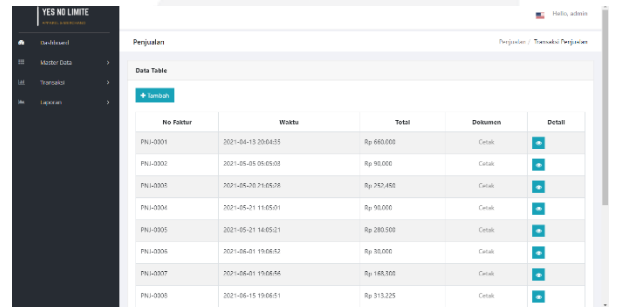 YES NO LIMITE
Hello, admin
Dashboard
Master Data
Transaksi
Laporan
Penjualan
Penjualan / Transaksi Penjualan
Data Table
+ Tambah
No Faktur Waktu Total Dokumen Detail
PNJ-0001 2021-04-13 20:04:35 Rp 660,000 Cetak
PNJ-0002 2021-05-05 05:05:03 Rp 90,000 Cetak
PNJ-0003 2021-05-20 21:05:28 Rp 252,450 Cetak
PNJ-0004 2021-05-21 11:05:01 Rp 90,000 Cetak
PNJ-0005 2021-05-21 14:05:21 Rp 280,500 Cetak
PNJ-0006 2021-06-01 19:06:32 Rp 30,000 Cetak
PNJ-0007 2021-06-01 19:06:56 Rp 168,300 Cetak
PNJ-0008 2021-06-15 19:06:51 Rp 313,225 Cetak